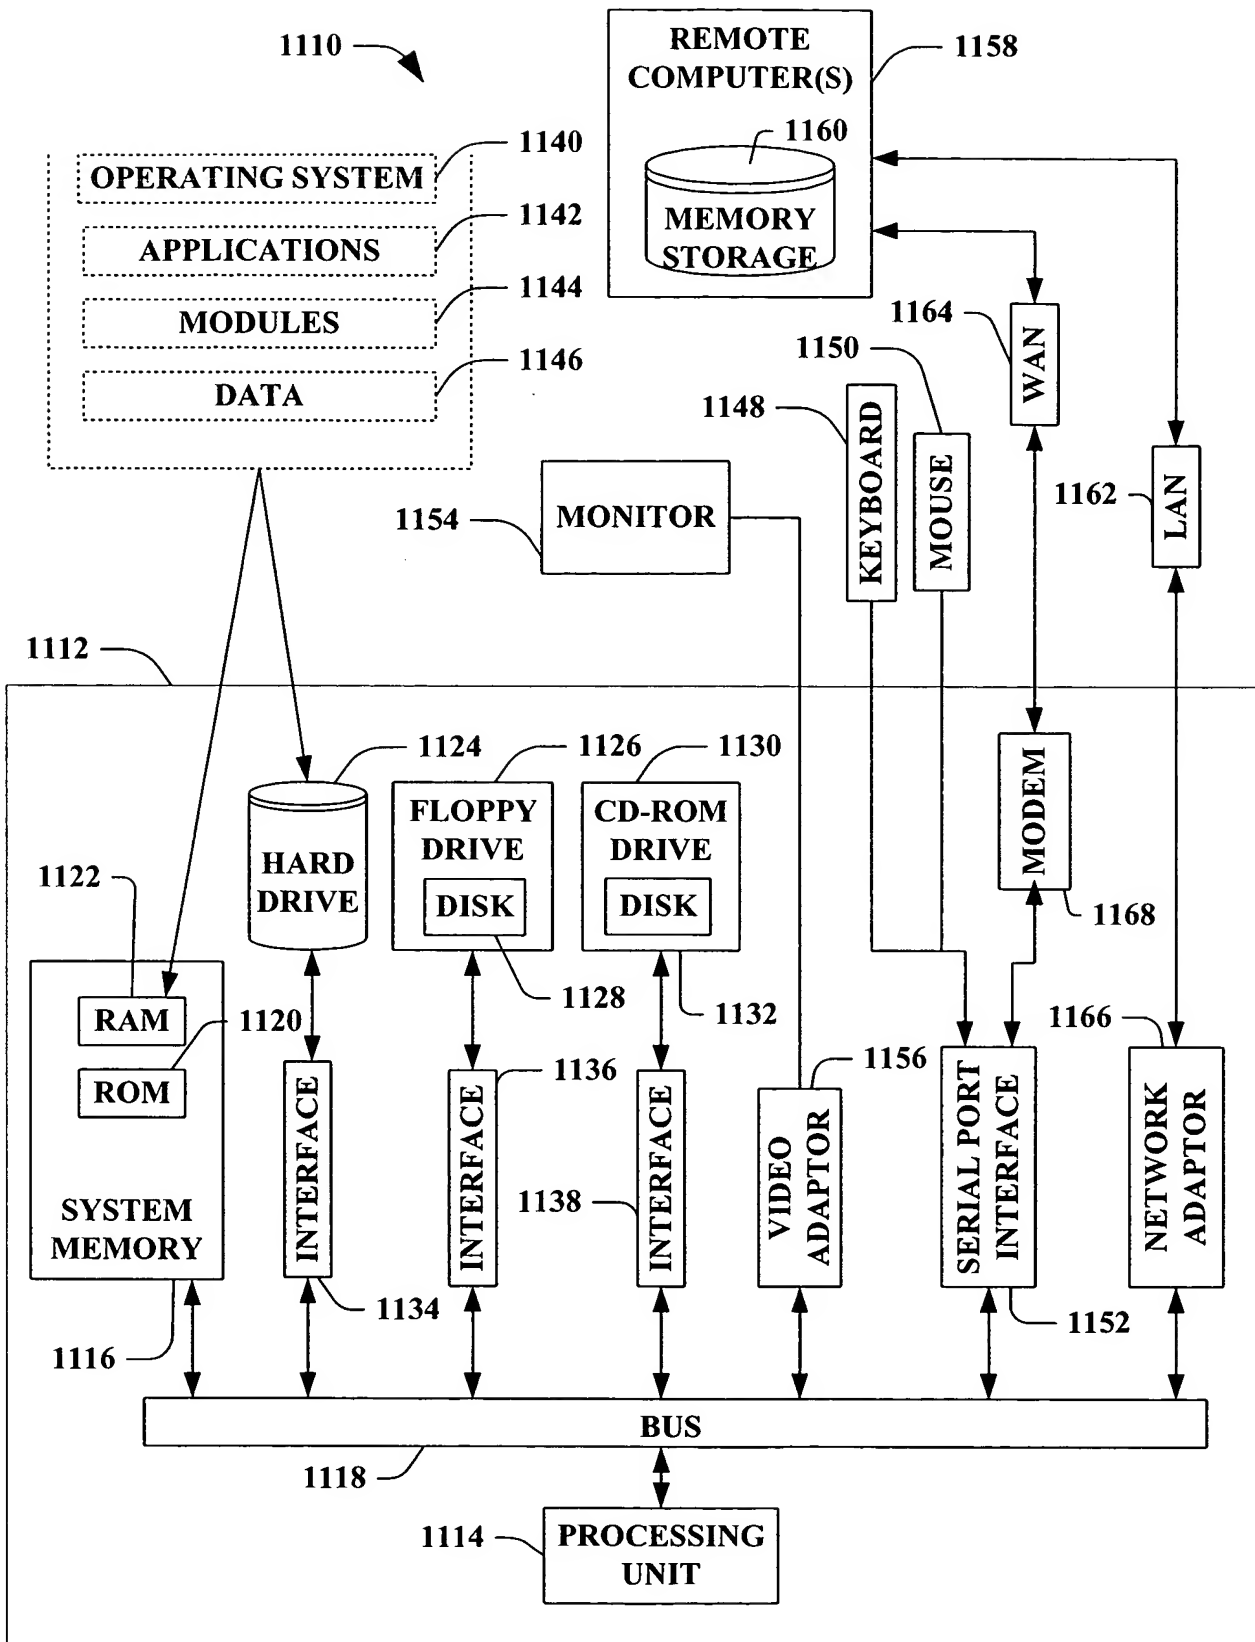 1110
REMOTE
COMPUTER(S)
1158
1160
MEMORY
STORAGE
1140
OPERATING SYSTEM
1142
APPLICATIONS
1144
MODULES
1146
DATA
1164
WAN
1150
1148
KEYBOARD
MOUSE
1162
LAN
1154
MONITOR
1112
1124
HARD
DRIVE
1126
FLOPPY
DRIVE
DISK
1128
1130
CD-ROM
DRIVE
DISK
1132
MODEM
1168
1122
RAM
1120
ROM
SYSTEM
MEMORY
1116
INTERFACE
1134
1136
INTERFACE
1138
INTERFACE
1156
VIDEO
ADAPTOR
SERIAL PORT
INTERFACE
1152
1166
NETWORK
ADAPTOR
BUS
1118
1114
PROCESSING
UNIT